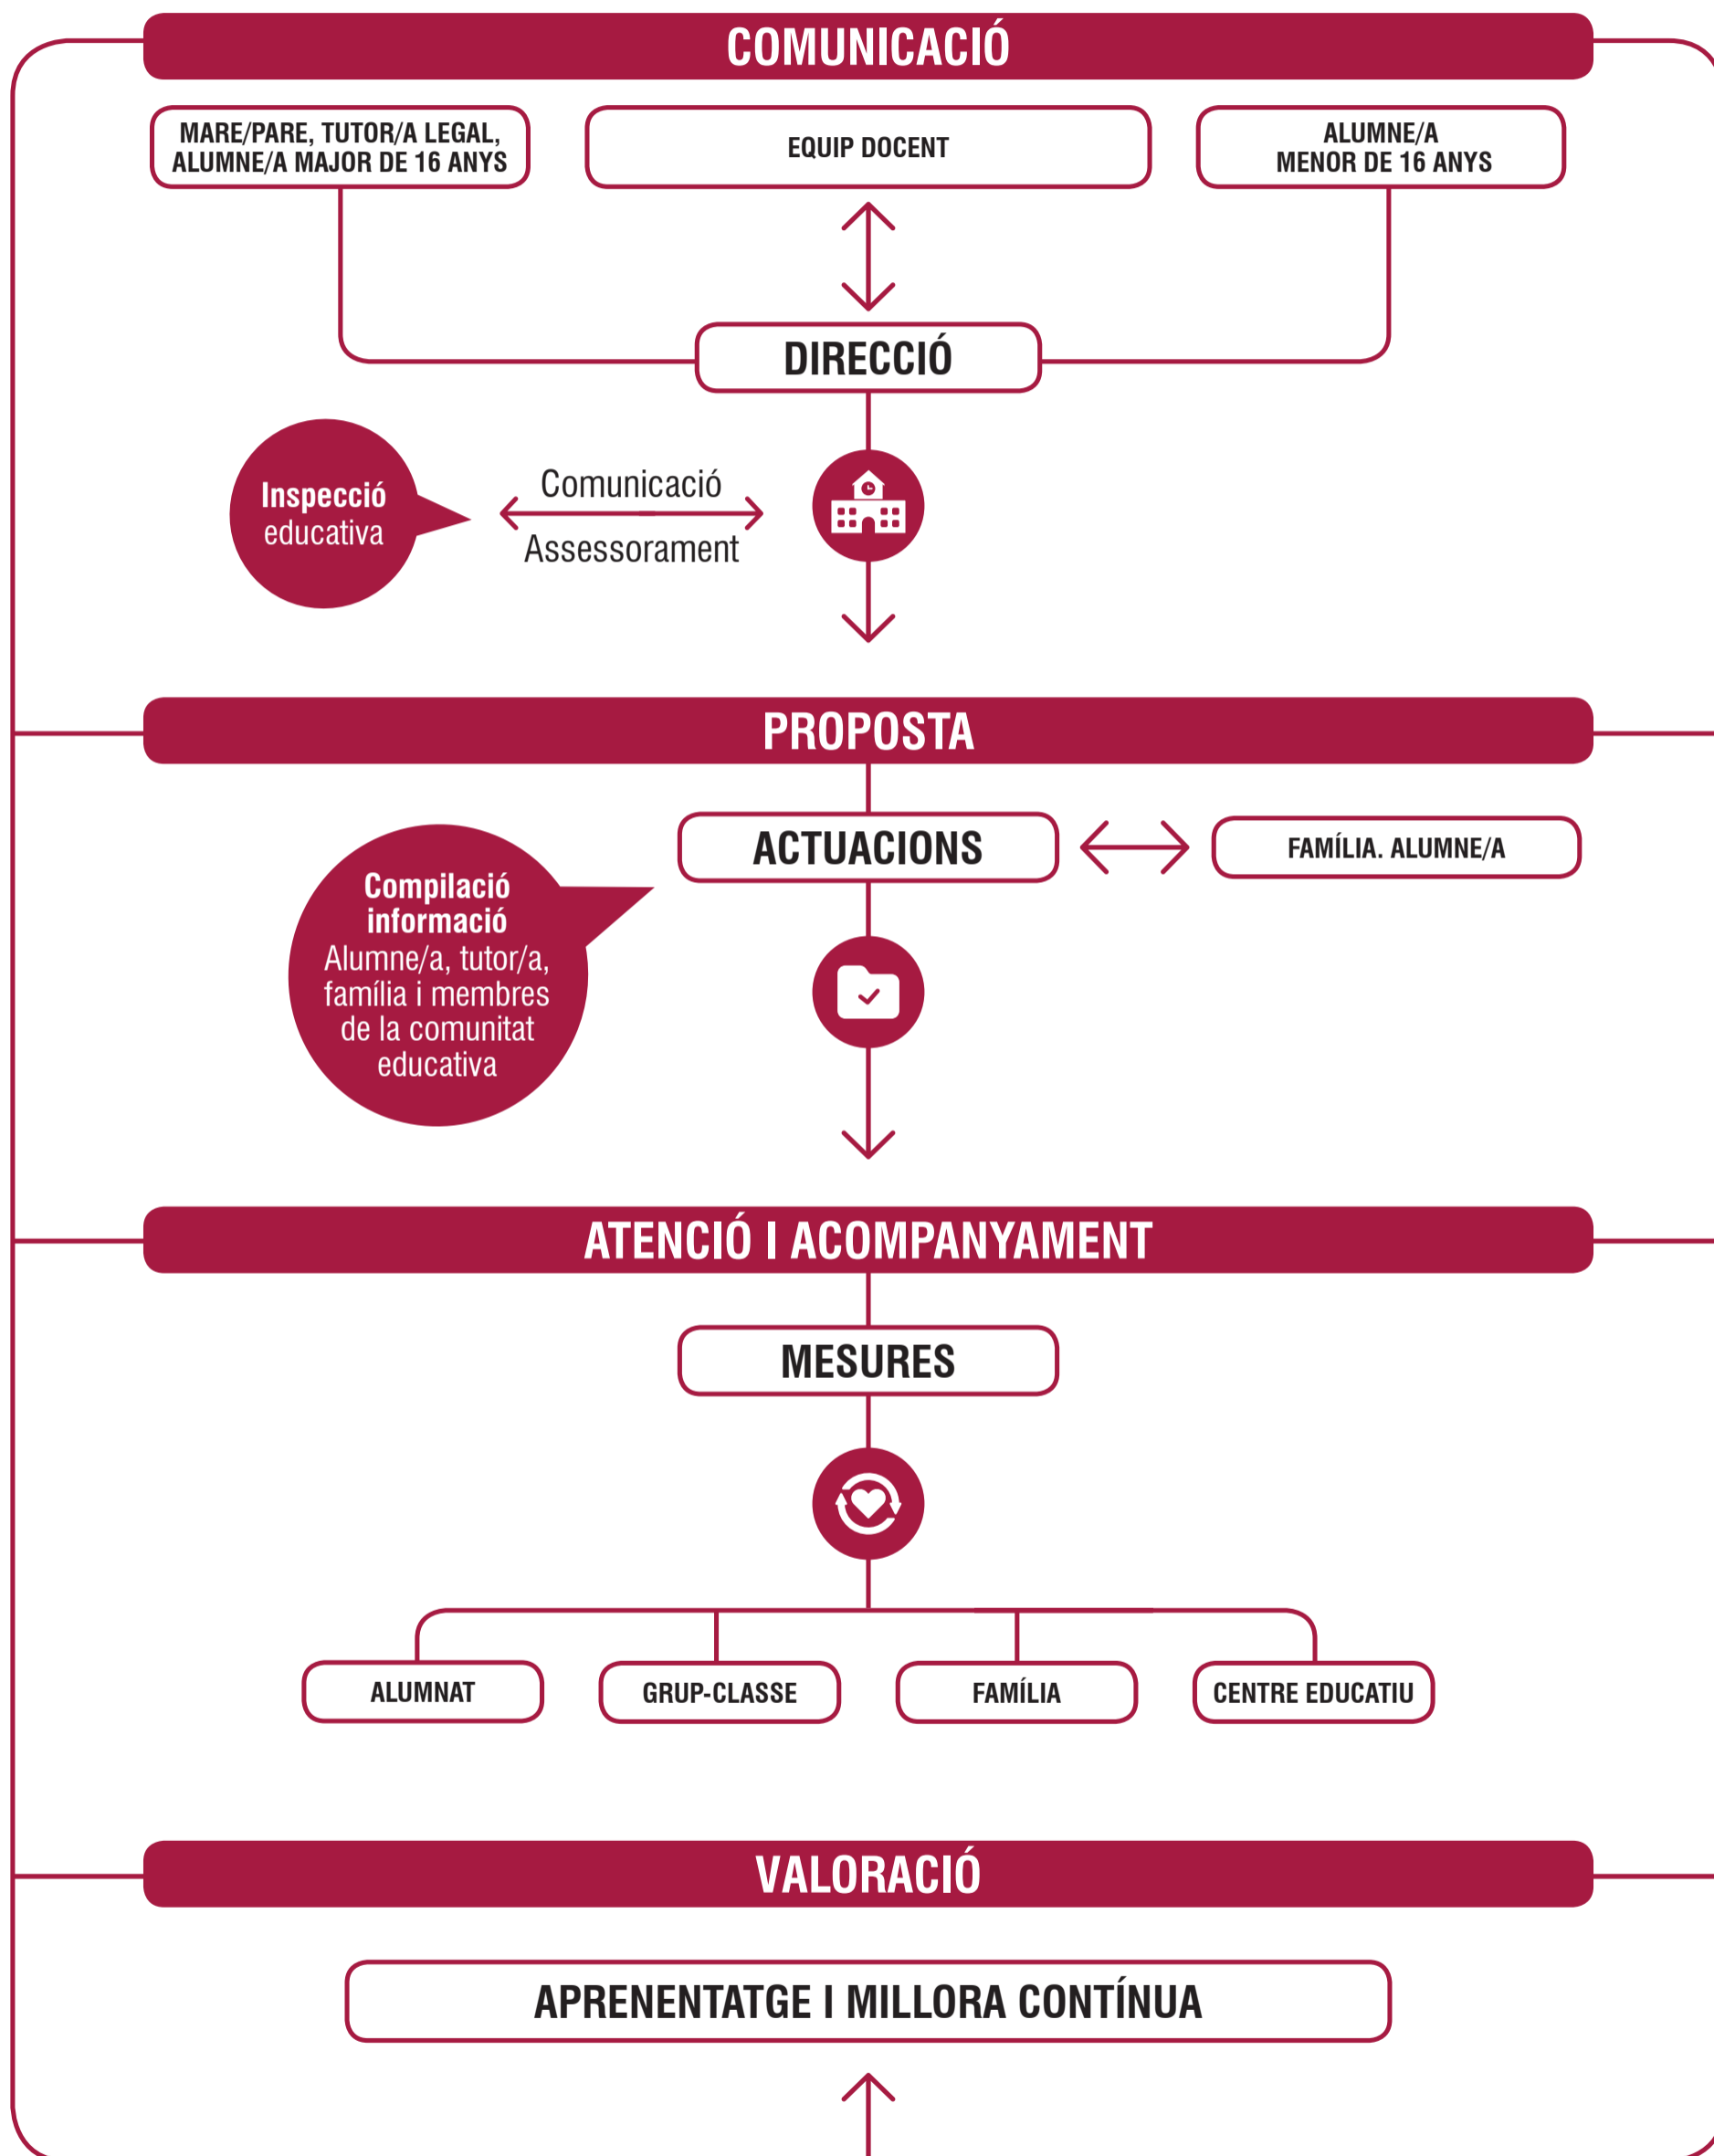 COMUNICACIÓ
MARE/PARE, TUTOR/A LEGAL,
ALUMNE/A MAJOR DE 16 ANYS
EQUIP DOCENT
ALUMNE/A
MENOR DE 16 ANYS
DIRECCIÓ
Inspecció
educativa
Comunicació
Assessorament
PROPOSTA
ACTUACIONS
FAMÍLIA. ALUMNE/A
Compilació
informació
Alumne/a, tutor/a,
família i membres
de la comunitat
educativa
ATENCIÓ I ACOMPANYAMENT
MESURES
ALUMNAT
GRUP-CLASSE
FAMÍLIA
CENTRE EDUCATIU
VALORACIÓ
APRENENTATGE I MILLORA CONTÍNUA